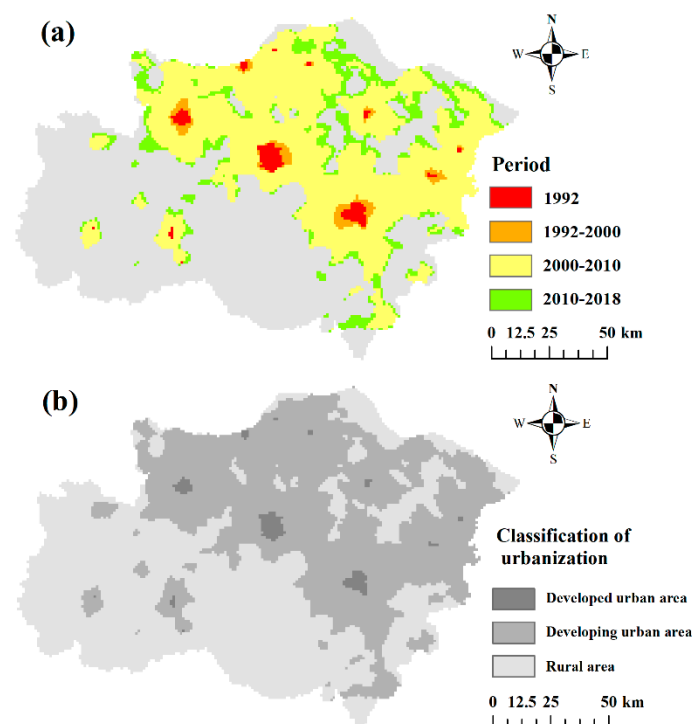 (a)
N
W E
S
Period
1992
1992-2000
2000-2010
2010-2018
0 12.5 25 50 km
(b)
N
W E
S
Classification of
urbanization
Developed urban area
Developing urban area
Rural area
0 12.5 25 50 km